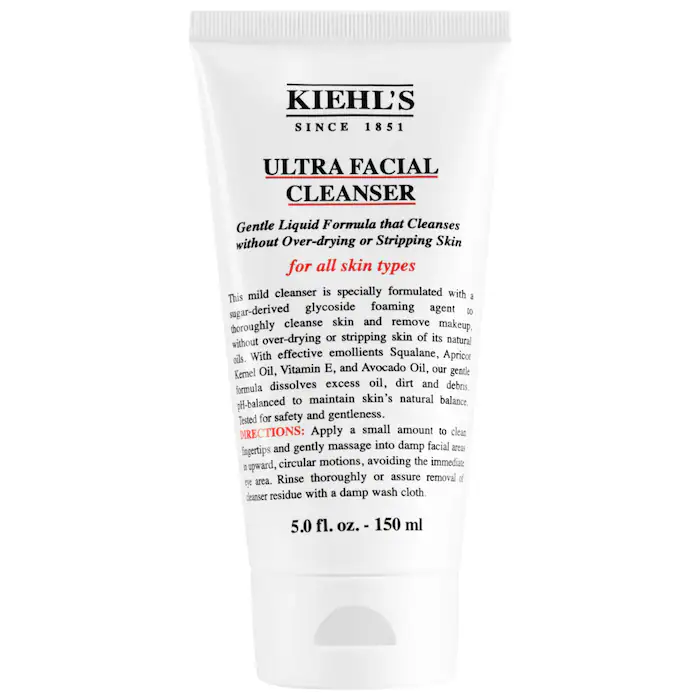 KIEHL'S
SINCE 1851
ULTRA FACIAL
CLEANSER
Gentle Liquid Formula that Cleanses
without Over-drying or Stripping Skin
for all skin types
This mild cleanser is specially formulated with a
sugar-derived glycoside foaming agent to
thoroughly cleanse skin and remove makeup,
without over-drying or stripping skin of its natural
oils. With effective emollients Squalane, Apricot
Kernel Oil, Vitamin E, and Avocado Oil, our gentle
formula dissolves excess oil, dirt and debris.
pH-balanced to maintain skin's natural balance.
Tested for safety and gentleness.
DIRECTIONS: Apply a small amount to clean
fingertips and gently massage into damp facial areas
in upward, circular motions, avoiding the immediate
eye area. Rinse thoroughly or assure removal of
cleanser residue with a damp wash cloth.
5.0 fl. oz. - 150 ml